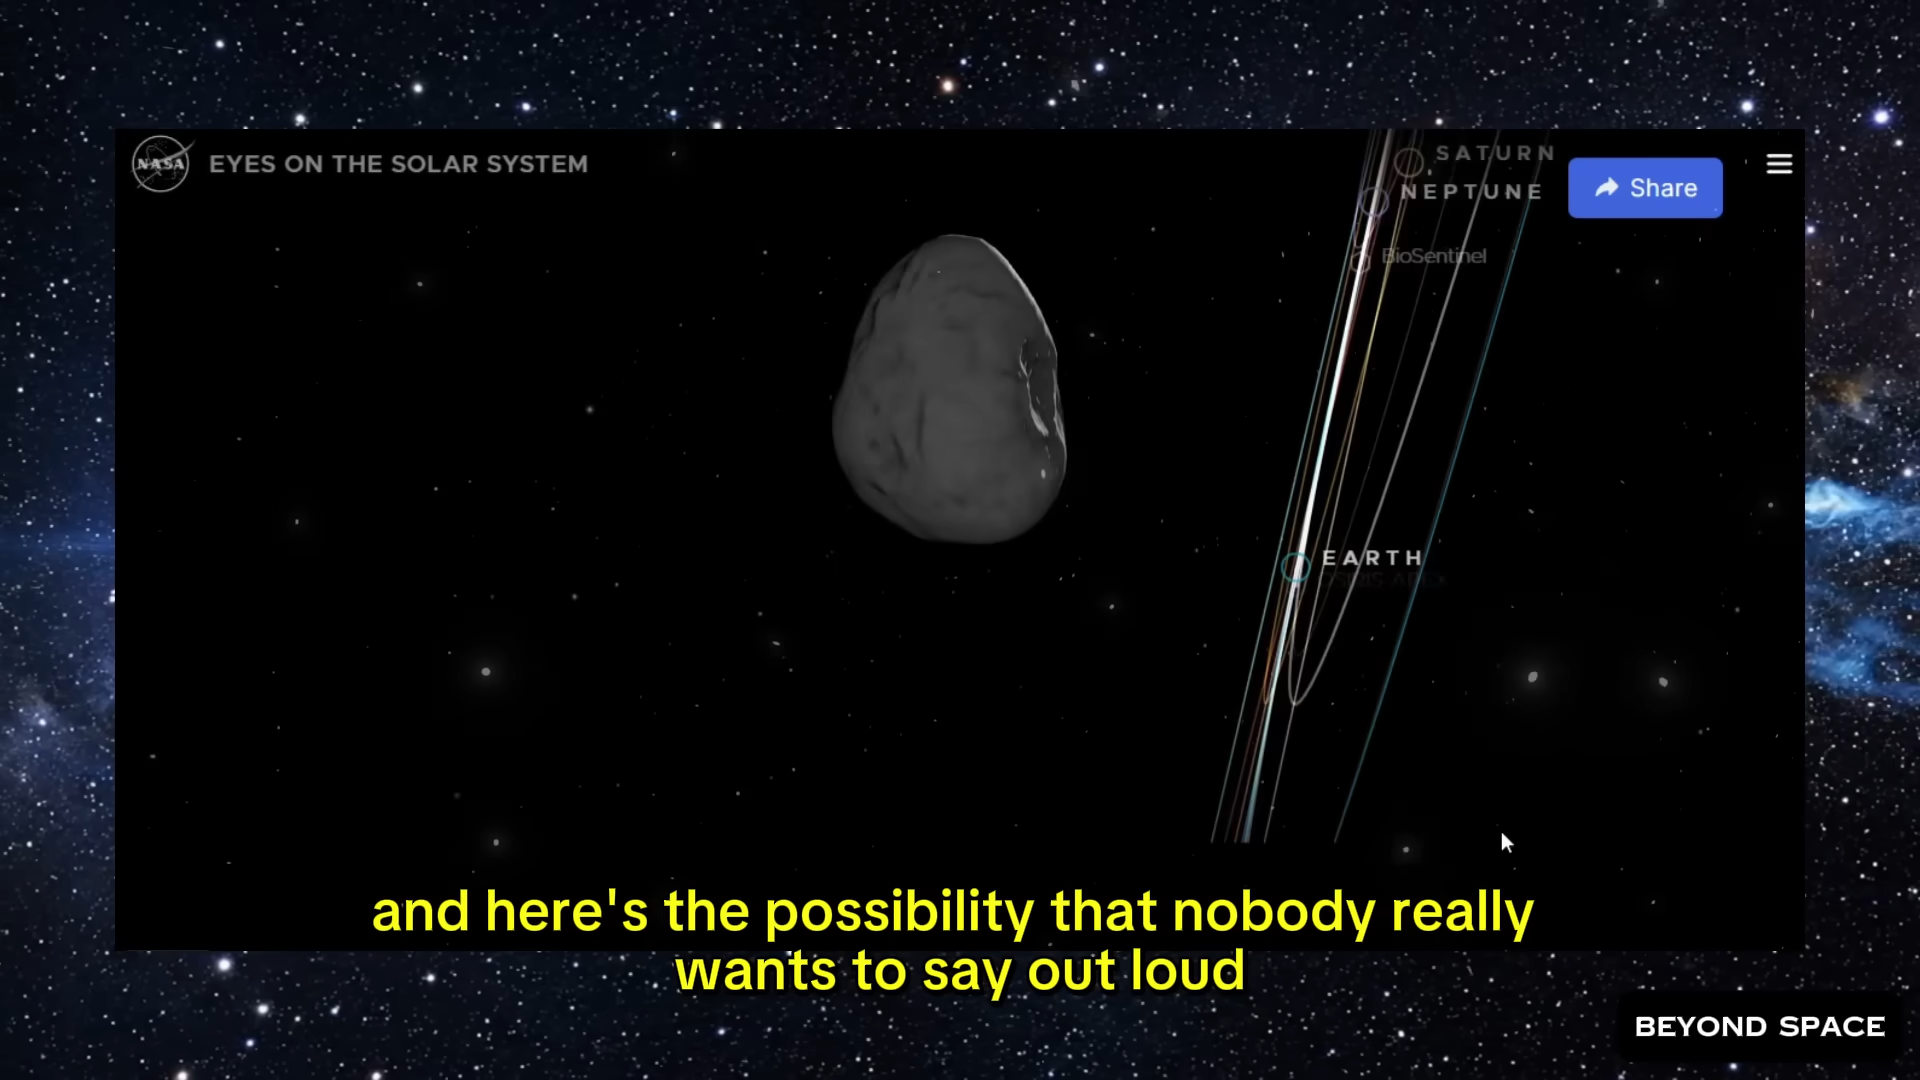 NASA
EYES ON THE SOLAR SYSTEM
SATURN
NEPTUNE
Share
BioSentinel
EARTH
and here's the possibility that nobody really
wants to say out loud
BEYOND SPACE